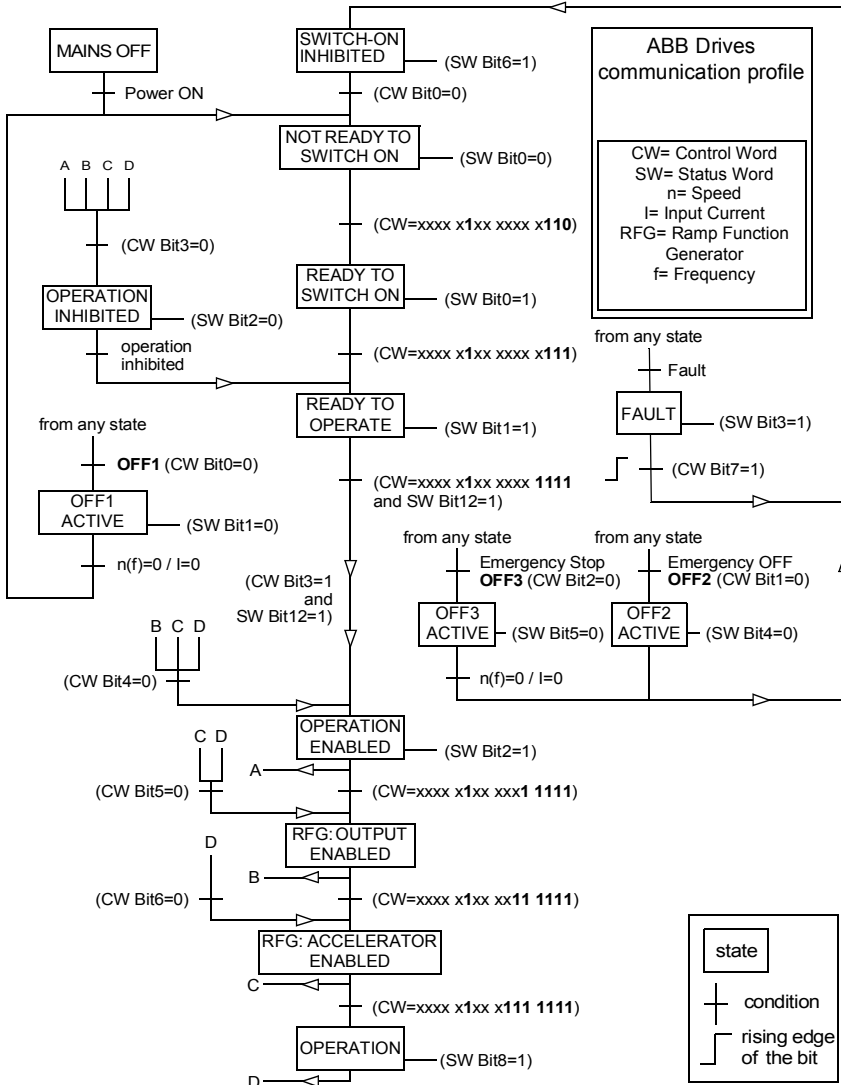 MAINS OFF
Power ON
SWITCH-ON
INHIBITED
(SW Bit6=1)
(CW Bit0=0)
NOT READY TO
SWITCH ON
(SW Bit0=0)
(CW=xxxx x1xx xxxx x110)
READY TO
SWITCH ON
(SW Bit0=1)
(CW=xxxx x1xx xxxx x111)
A B C D
(CW Bit3=0)
OPERATION
INHIBITED
(SW Bit2=0)
operation
inhibited
READY TO
OPERATE
(SW Bit1=1)
(CW=xxxx x1xx xxxx 1111
and SW Bit12=1)
from any state
OFF1 (CW Bit0=0)
OFF1
ACTIVE
(SW Bit1=0)
n(f)=0 / I=0
(CW Bit3=1
and
SW Bit12=1)
ABB Drives
communication profile
CW= Control Word
SW= Status Word
n= Speed
I= Input Current
RFG= Ramp Function
Generator
f= Frequency
from any state
Fault
FAULT
(SW Bit3=1)
(CW Bit7=1)
from any state
Emergency Stop
OFF3 (CW Bit2=0)
OFF3
ACTIVE
(SW Bit5=0)
n(f)=0 / I=0
from any state
Emergency OFF
OFF2 (CW Bit1=0)
OFF2
ACTIVE
(SW Bit4=0)
B C D
(CW Bit4=0)
OPERATION
ENABLED
(SW Bit2=1)
A
(CW=xxxx x1xx xxx1 1111)
C D
(CW Bit5=0)
RFG: OUTPUT
ENABLED
B
(CW=xxxx x1xx xx11 1111)
D
(CW Bit6=0)
RFG: ACCELERATOR
ENABLED
C
(CW=xxxx x1xx x111 1111)
OPERATION
(SW Bit8=1)
D
state
condition
rising edge
of the bit